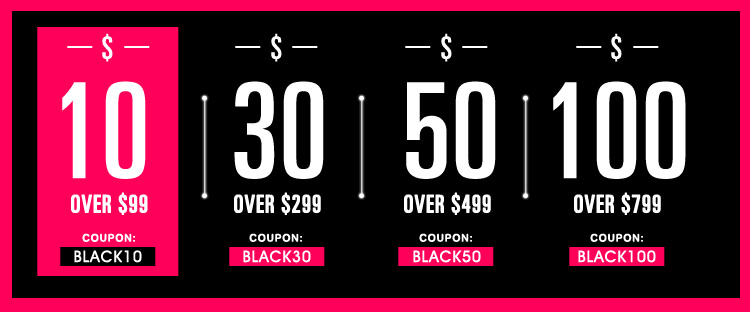 $
10
OVER $99
COUPON:
BLACK10
$
30
OVER $299
COUPON:
BLACK30
$
50
OVER $499
COUPON:
BLACK50
$
100
OVER $799
COUPON:
BLACK100